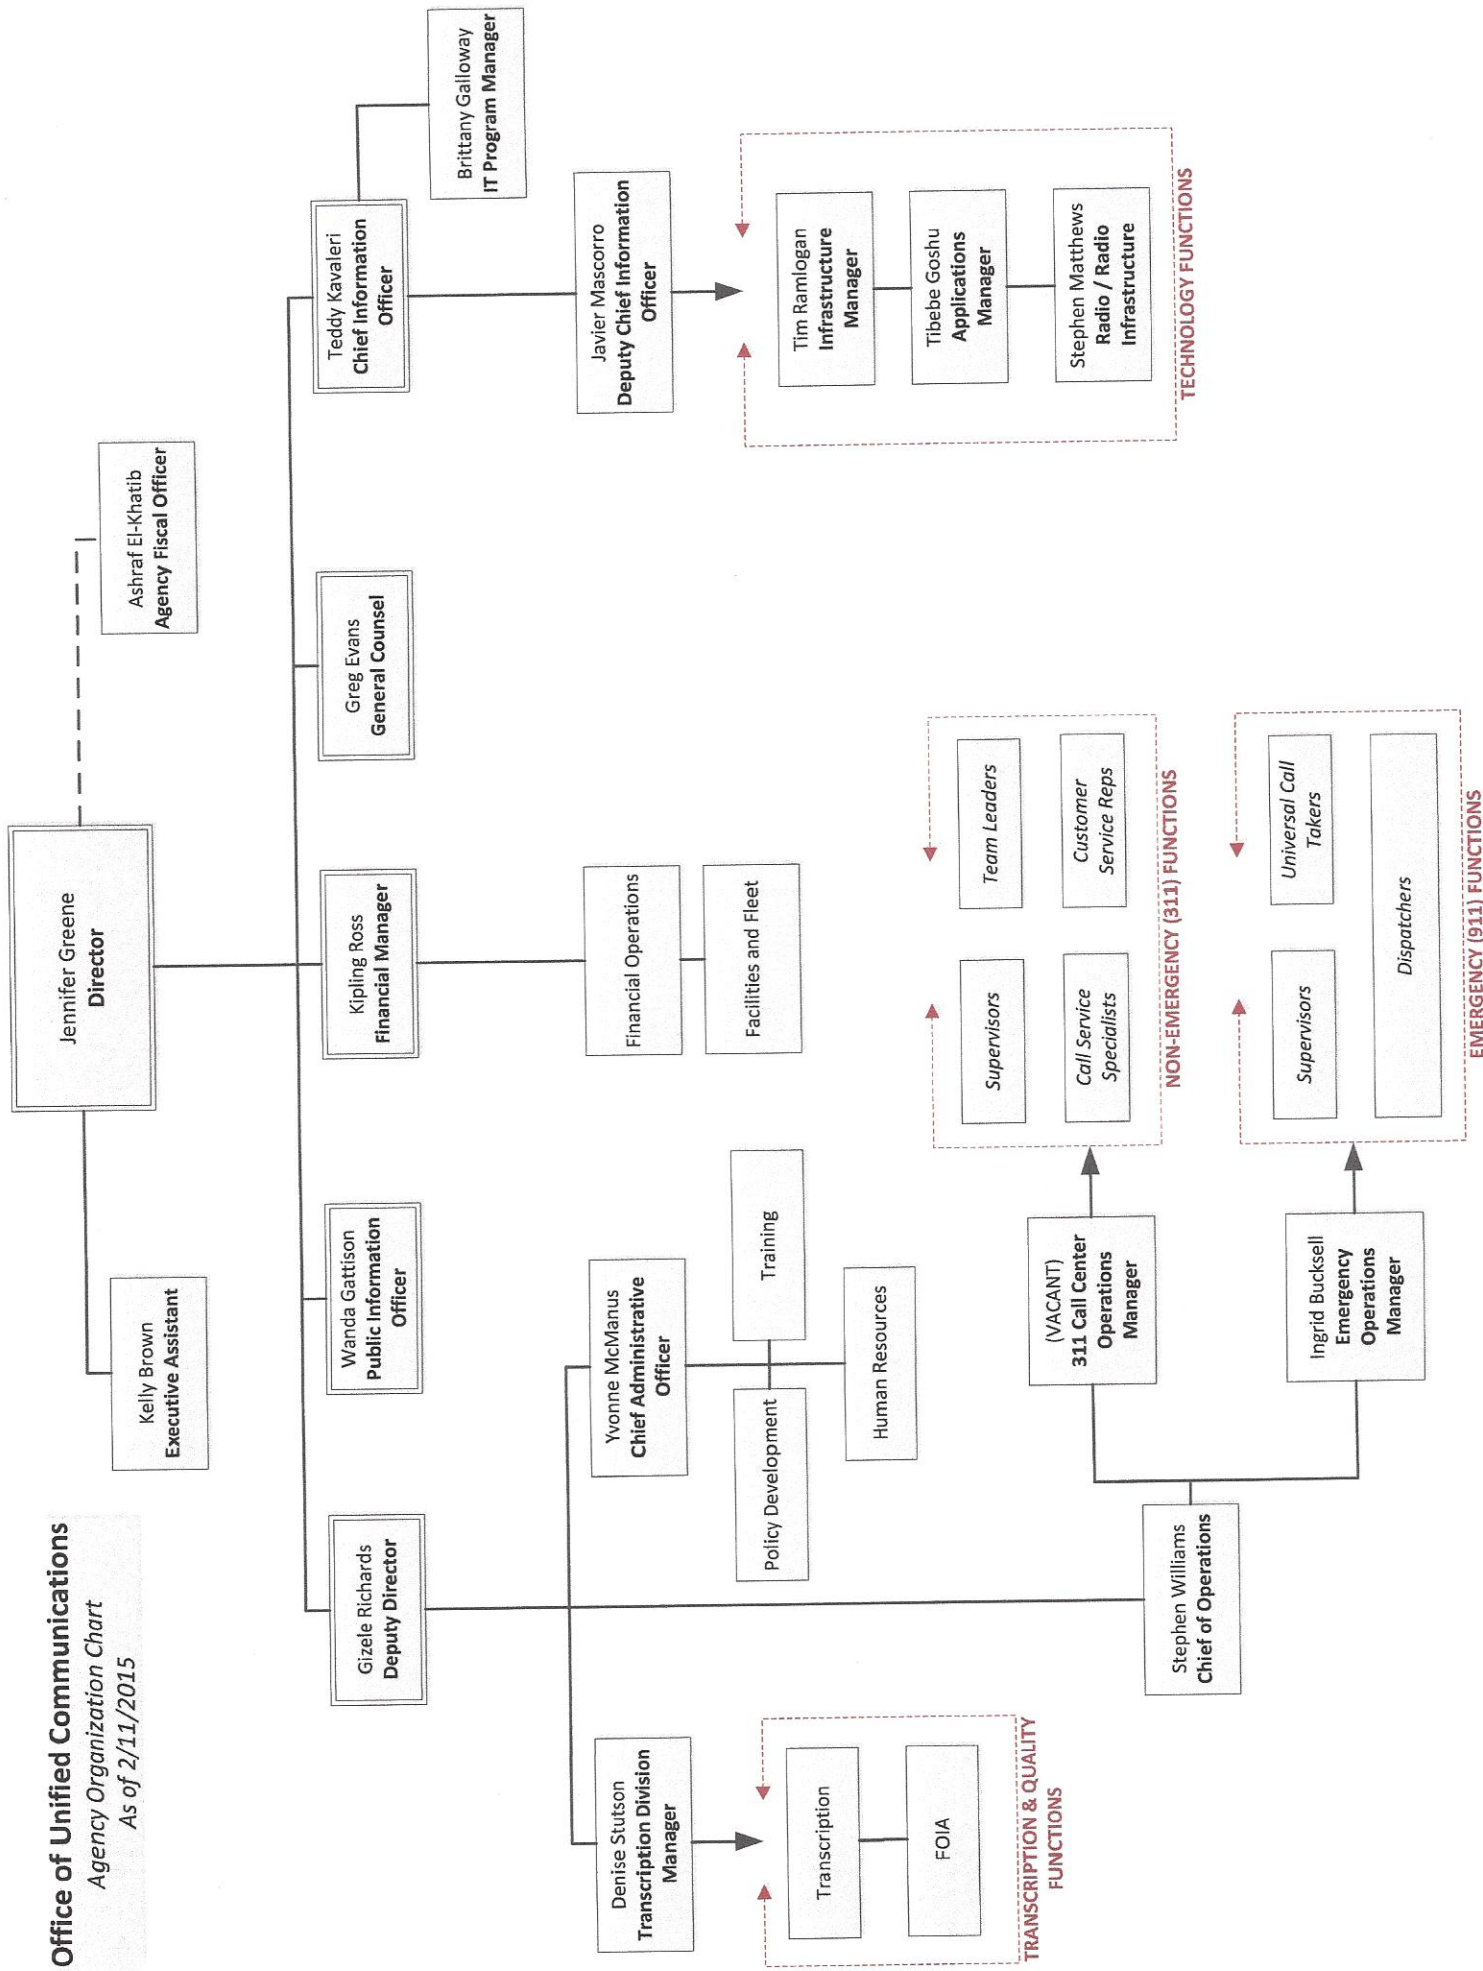 Office of Unified Communications
Agency Organization Chart
As of 2/11/2015
Jennifer Greene
Director
Kelly Brown
Executive Assistant
Ashraf El-Khatib
Agency Fiscal Officer
Gizele Richards
Deputy Director
Wanda Gattison
Public Information
Officer
Kipling Ross
Financial Manager
Greg Evans
General Counsel
Teddy Kavaleri
Chief Information
Officer
Brittany Galloway
IT Program Manager
Denise Stutson
Transcription Division
Manager
Yvonne McManus
Chief Administrative
Officer
Financial Operations
Facilities and Fleet
Javier Mascorro
Deputy Chief Information
Officer
Transcription
FOIA
TRANSCRIPTION & QUALITY
FUNCTIONS
Policy Development
Training
Human Resources
Tim Ramlogan
Infrastructure
Manager
Tibebe Goshu
Applications
Manager
Stephen Matthews
Radio / Radio
Infrastructure
TECHNOLOGY FUNCTIONS
Stephen Williams
Chief of Operations
(VACANT)
311 Call Center
Operations
Manager
Supervisors
Team Leaders
Call Service
Specialists
Customer
Service Reps
NON-EMERGENCY (311) FUNCTIONS
Ingrid Bucksell
Emergency
Operations
Manager
Supervisors
Universal Call
Takers
Dispatchers
EMERGENCY (911) FUNCTIONS